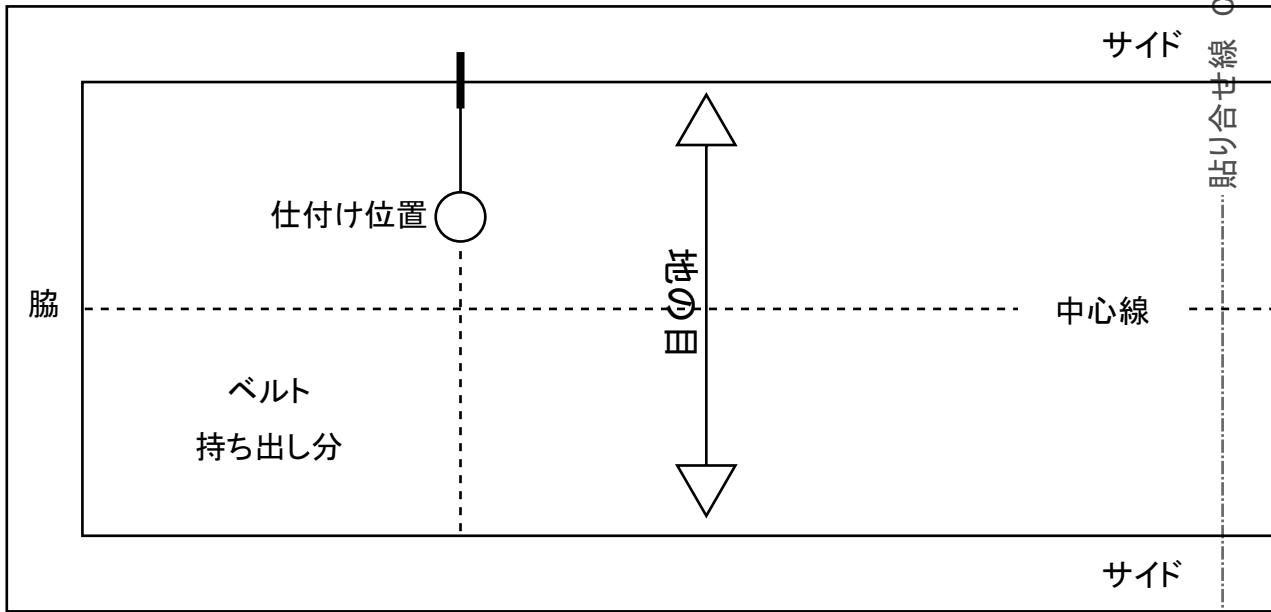 サイド
貼り合せ線
仕付け位置
地の目
脇
中心線
ベルト
持ち出し分
サイド